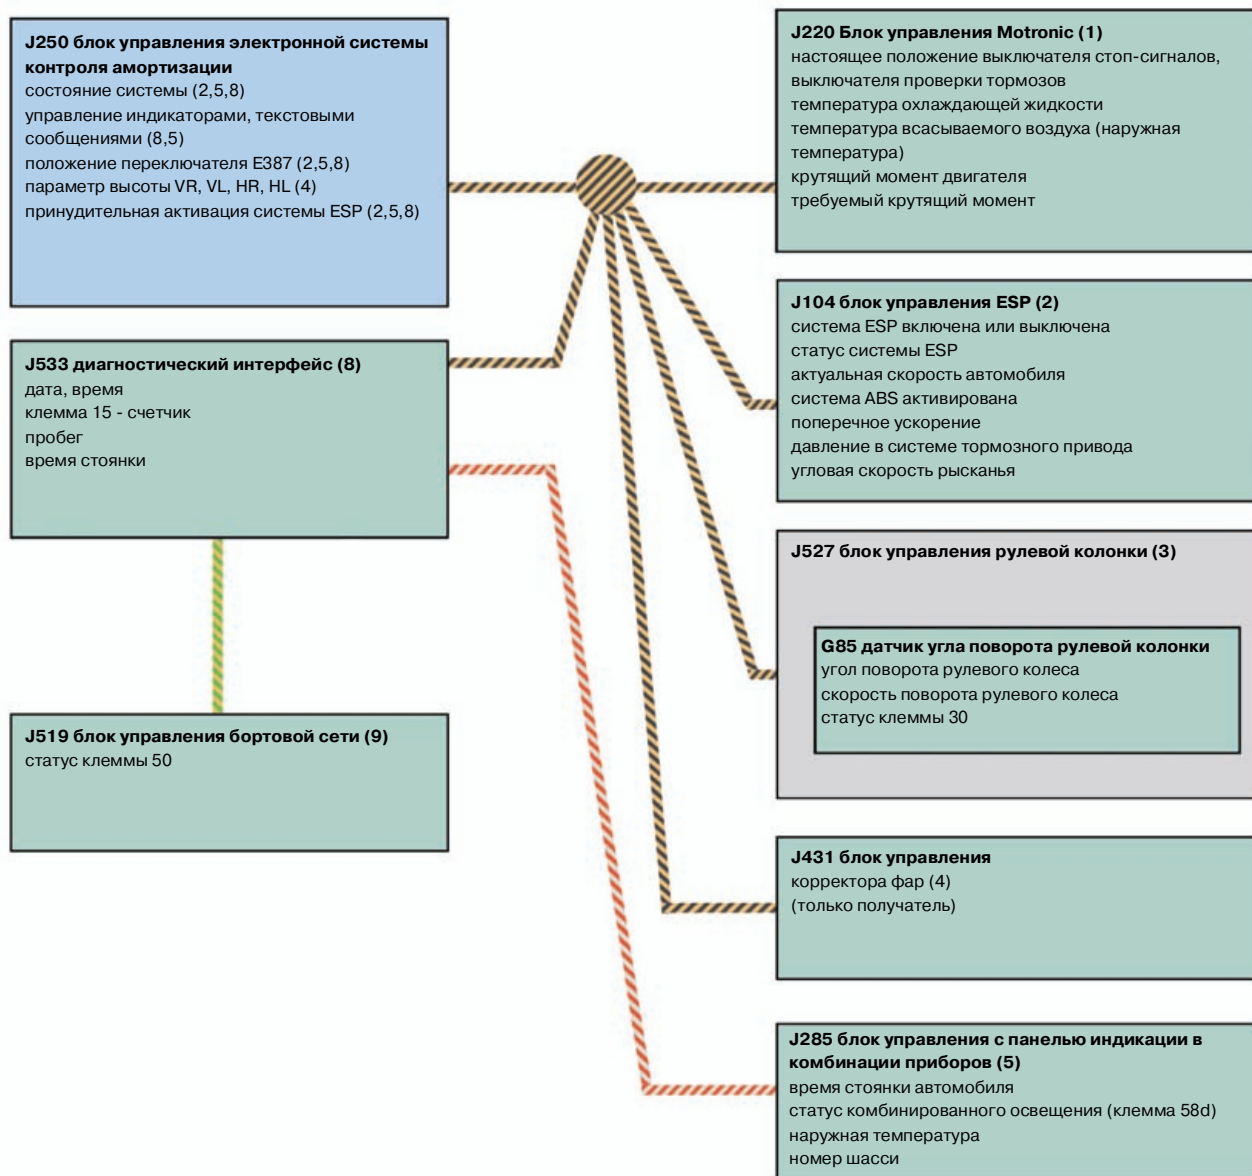 J250 блок управления электронной системы
контроля амортизации
состояние системы (2,5,8)
управление индикаторами, текстовыми
сообщениями (8,5)
положение переключателя E387 (2,5,8)
параметр высоты VR, VL, HR, HL (4)
принудительная активация системы ESP (2,5,8)
J533 диагностический интерфейс (8)
дата, время
клемма 15 - счетчик
пробег
время стоянки
J519 блок управления бортовой сети (9)
статус клеммы 50
J220 Блок управления Motronic (1)
настоящее положение выключателя стоп-сигналов,
выключателя проверки тормозов
температура охлаждающей жидкости
температура всасываемого воздуха (наружная
температура)
крутящий момент двигателя
требуемый крутящий момент
J104 блок управления ESP (2)
система ESP включена или выключена
статус системы ESP
актуальная скорость автомобиля
система ABS активирована
поперечное ускорение
давление в системе тормозного привода
угловая скорость рысканья
J527 блок управления рулевой колонки (3)
G85 датчик угла поворота рулевой колонки
угол поворота рулевого колеса
скорость поворота рулевого колеса
статус клеммы 30
J431 блок управления
корректора фар (4)
(только получатель)
J285 блок управления с панелью индикации в
комбинации приборов (5)
время стоянки автомобиля
статус комбинированного освещения (клемма 58d)
наружная температура
номер шасси